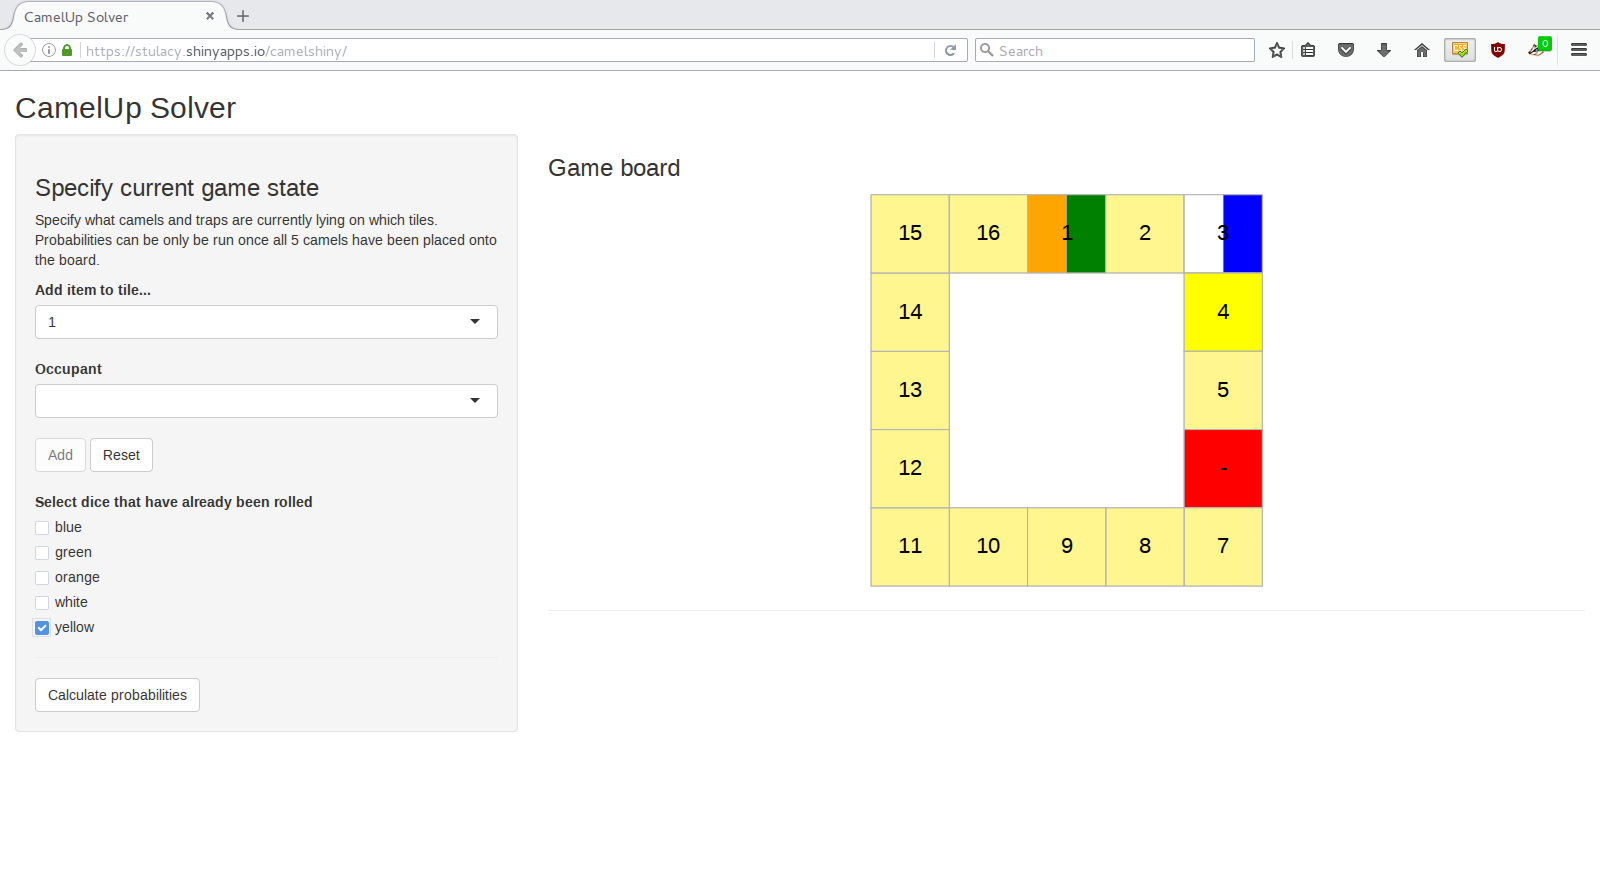 CamelUp Solver
https://stulacy.shinyapps.io/camelshiny/
Search
0
CamelUp Solver
Specify current game state
Specify what camels and traps are currently lying on which tiles.
Probabilities can be only be run once all 5 camels have been placed onto
the board.
Add item to tile...
1
Occupant
Add
Reset
Select dice that have already been rolled
blue
green
orange
white
yellow
Calculate probabilities
Game board
15 16 1 2 3
14 4
13 5
12 -
11 10 9 8 7